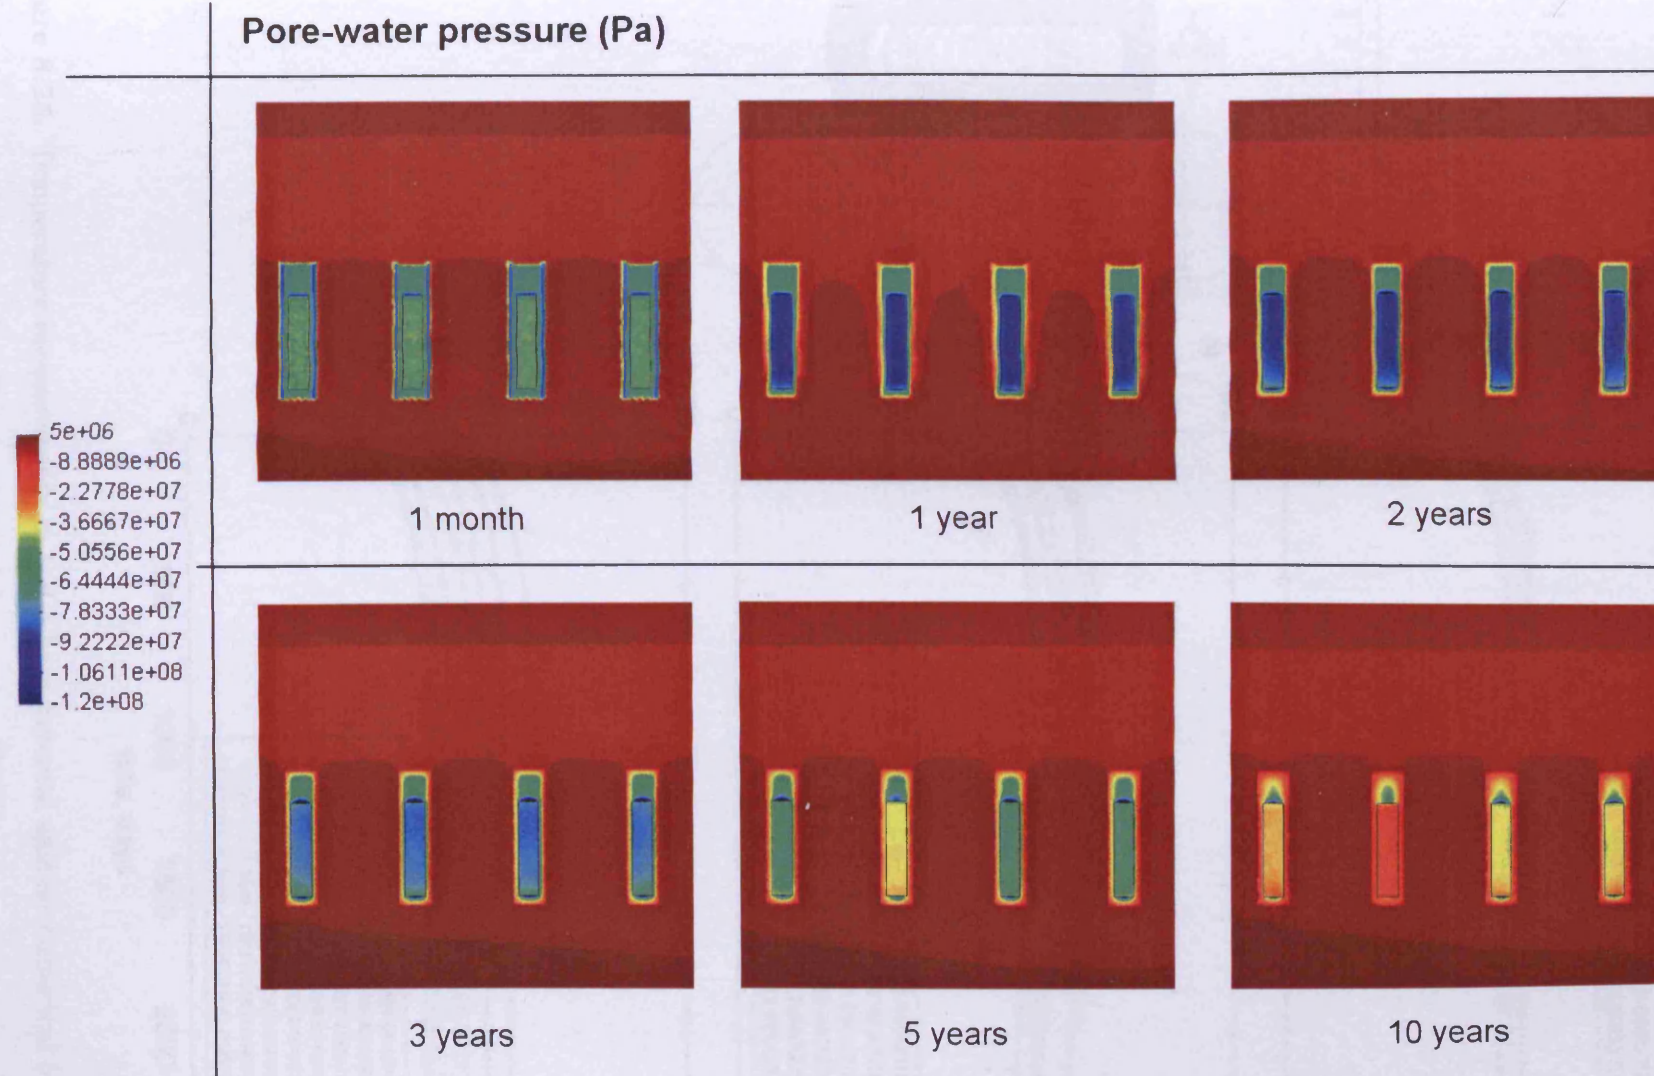 Pore-water pressure (Pa)
5e+06
-8.8889e+06
-2.2778e+07
-3.6667e+07
-5.0556e+07
-6.4444e+07
-7.8333e+07
-9.2222e+07
-1.0611e+08
-1.2e+08
1 month
1 year
2 years
3 years
5 years
10 years